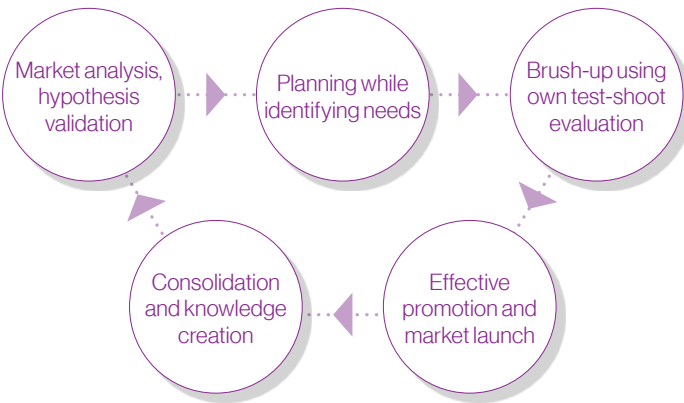 Market analysis,
hypothesis
validation
Planning while
identifying needs
Brush-up using
own test-shoot
evaluation
Effective
promotion and
market launch
Consolidation
and knowledge
creation